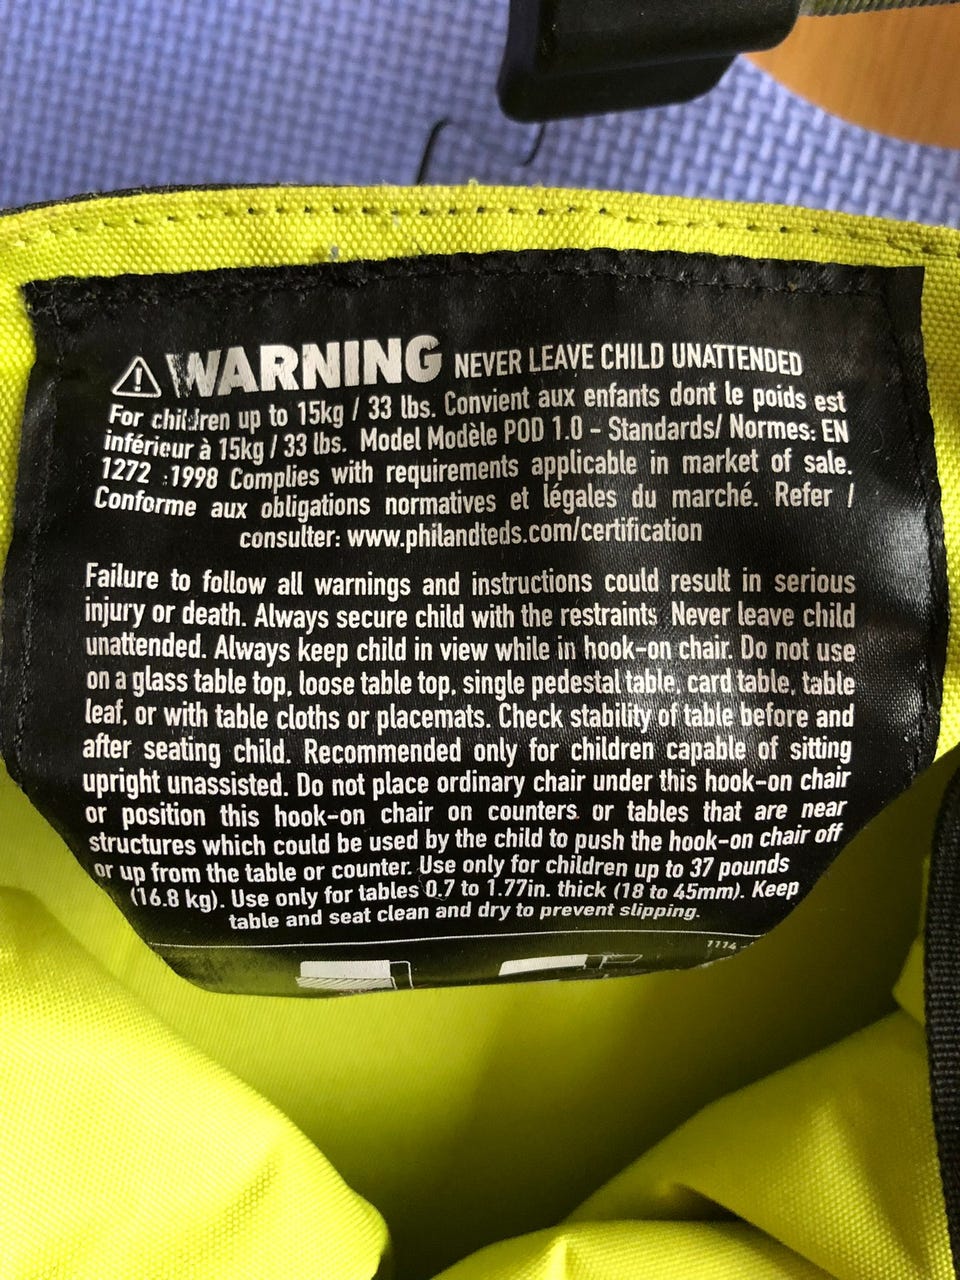 WARNING NEVER LEAVE CHILD UNATTENDED
For children up to 15kg / 33 lbs. Convient aux enfants dont le poids est
inférieur à 15kg / 33 lbs. Model Modèle POD 1.0 - Standards/ Normes: EN
1272 :1998 Complies with requirements applicable in market of sale.
Conforme aux obligations normatives et légales du marché. Refer /
consulter: www.philandteds.com/certification
Failure to follow all warnings and instructions could result in serious
injury or death. Always secure child with the restraints Never leave child
unattended. Always keep child in view while in hook-on chair. Do not use
on a glass table top, loose table top, single pedestal table, card table, table
leaf, or with table cloths or placemats. Check stability of table before and
after seating child. Recommended only for children capable of sitting
upright unassisted. Do not place ordinary chair under this hook-on chair
or position this hook-on chair on counters or tables that are near
structures which could be used by the child to push the hook-on chair off
or up from the table or counter. Use only for children up to 37 pounds
(16.8 kg). Use only for tables 0.7 to 1.77in. thick (18 to 45mm). Keep
table and seat clean and dry to prevent slipping.
1114